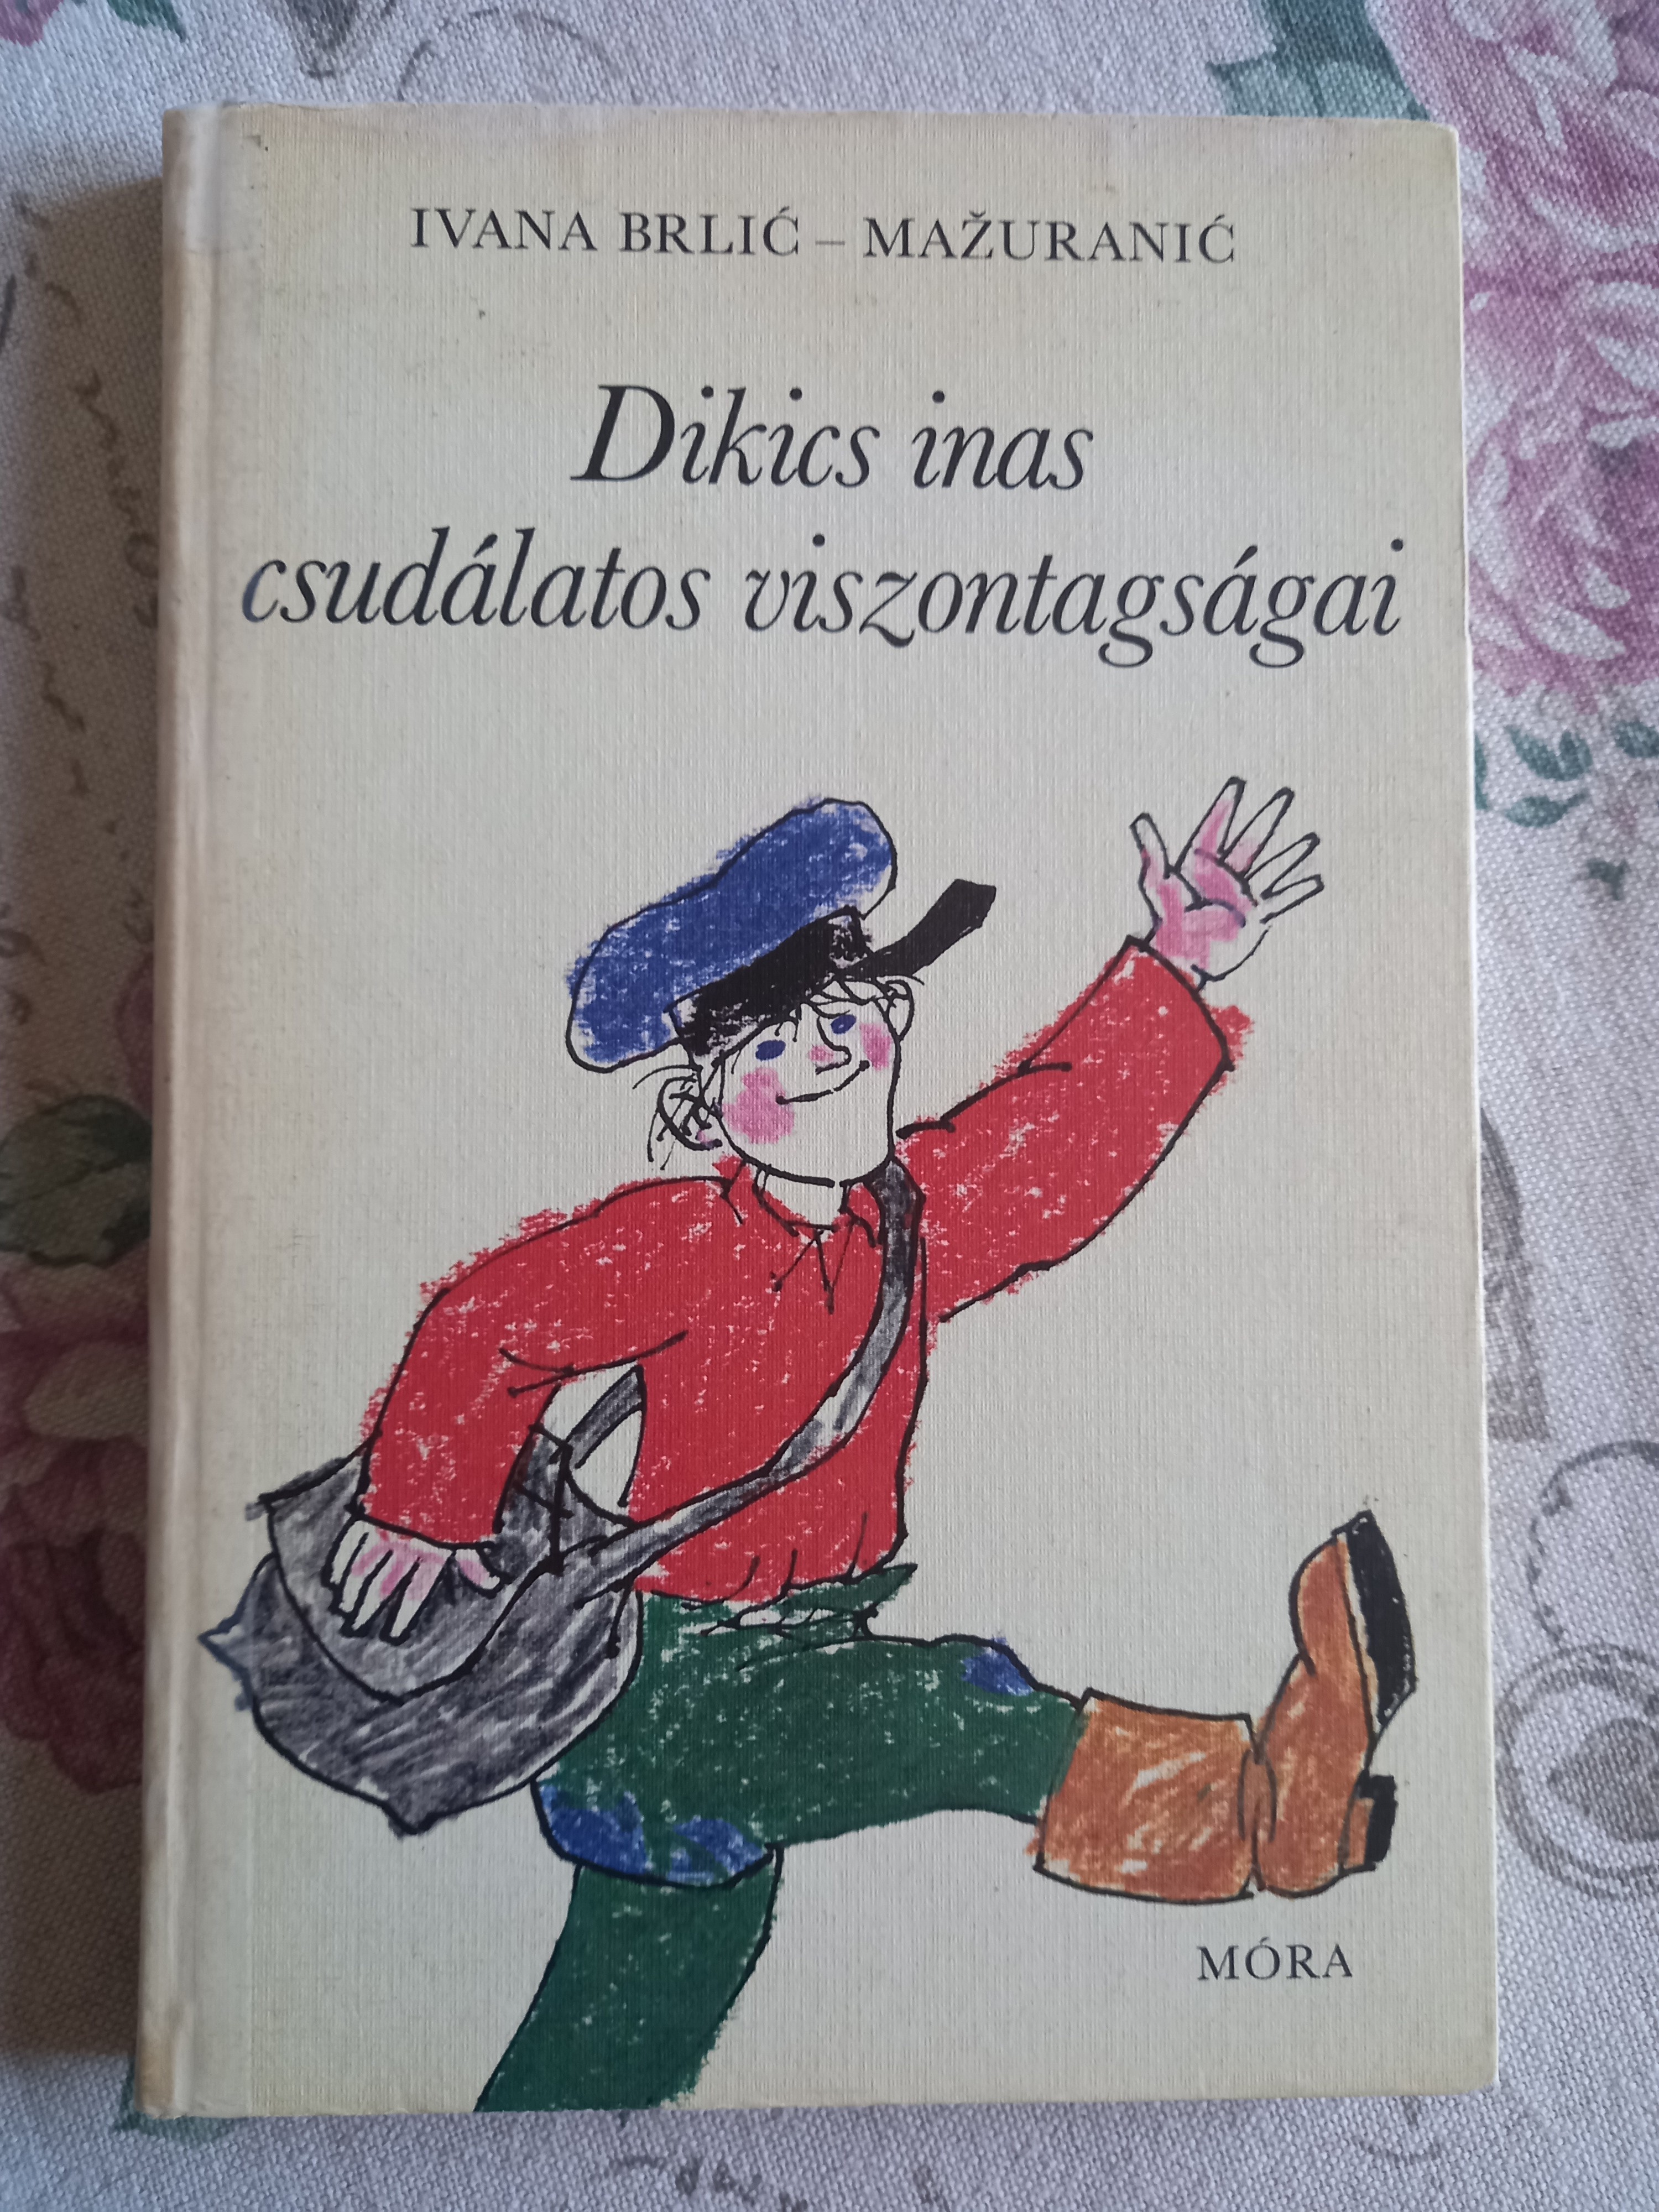 IVANA BRLIĆ – MAŽURANIĆ
Dikics inas
csudálatos viszontagságai
MÓRA